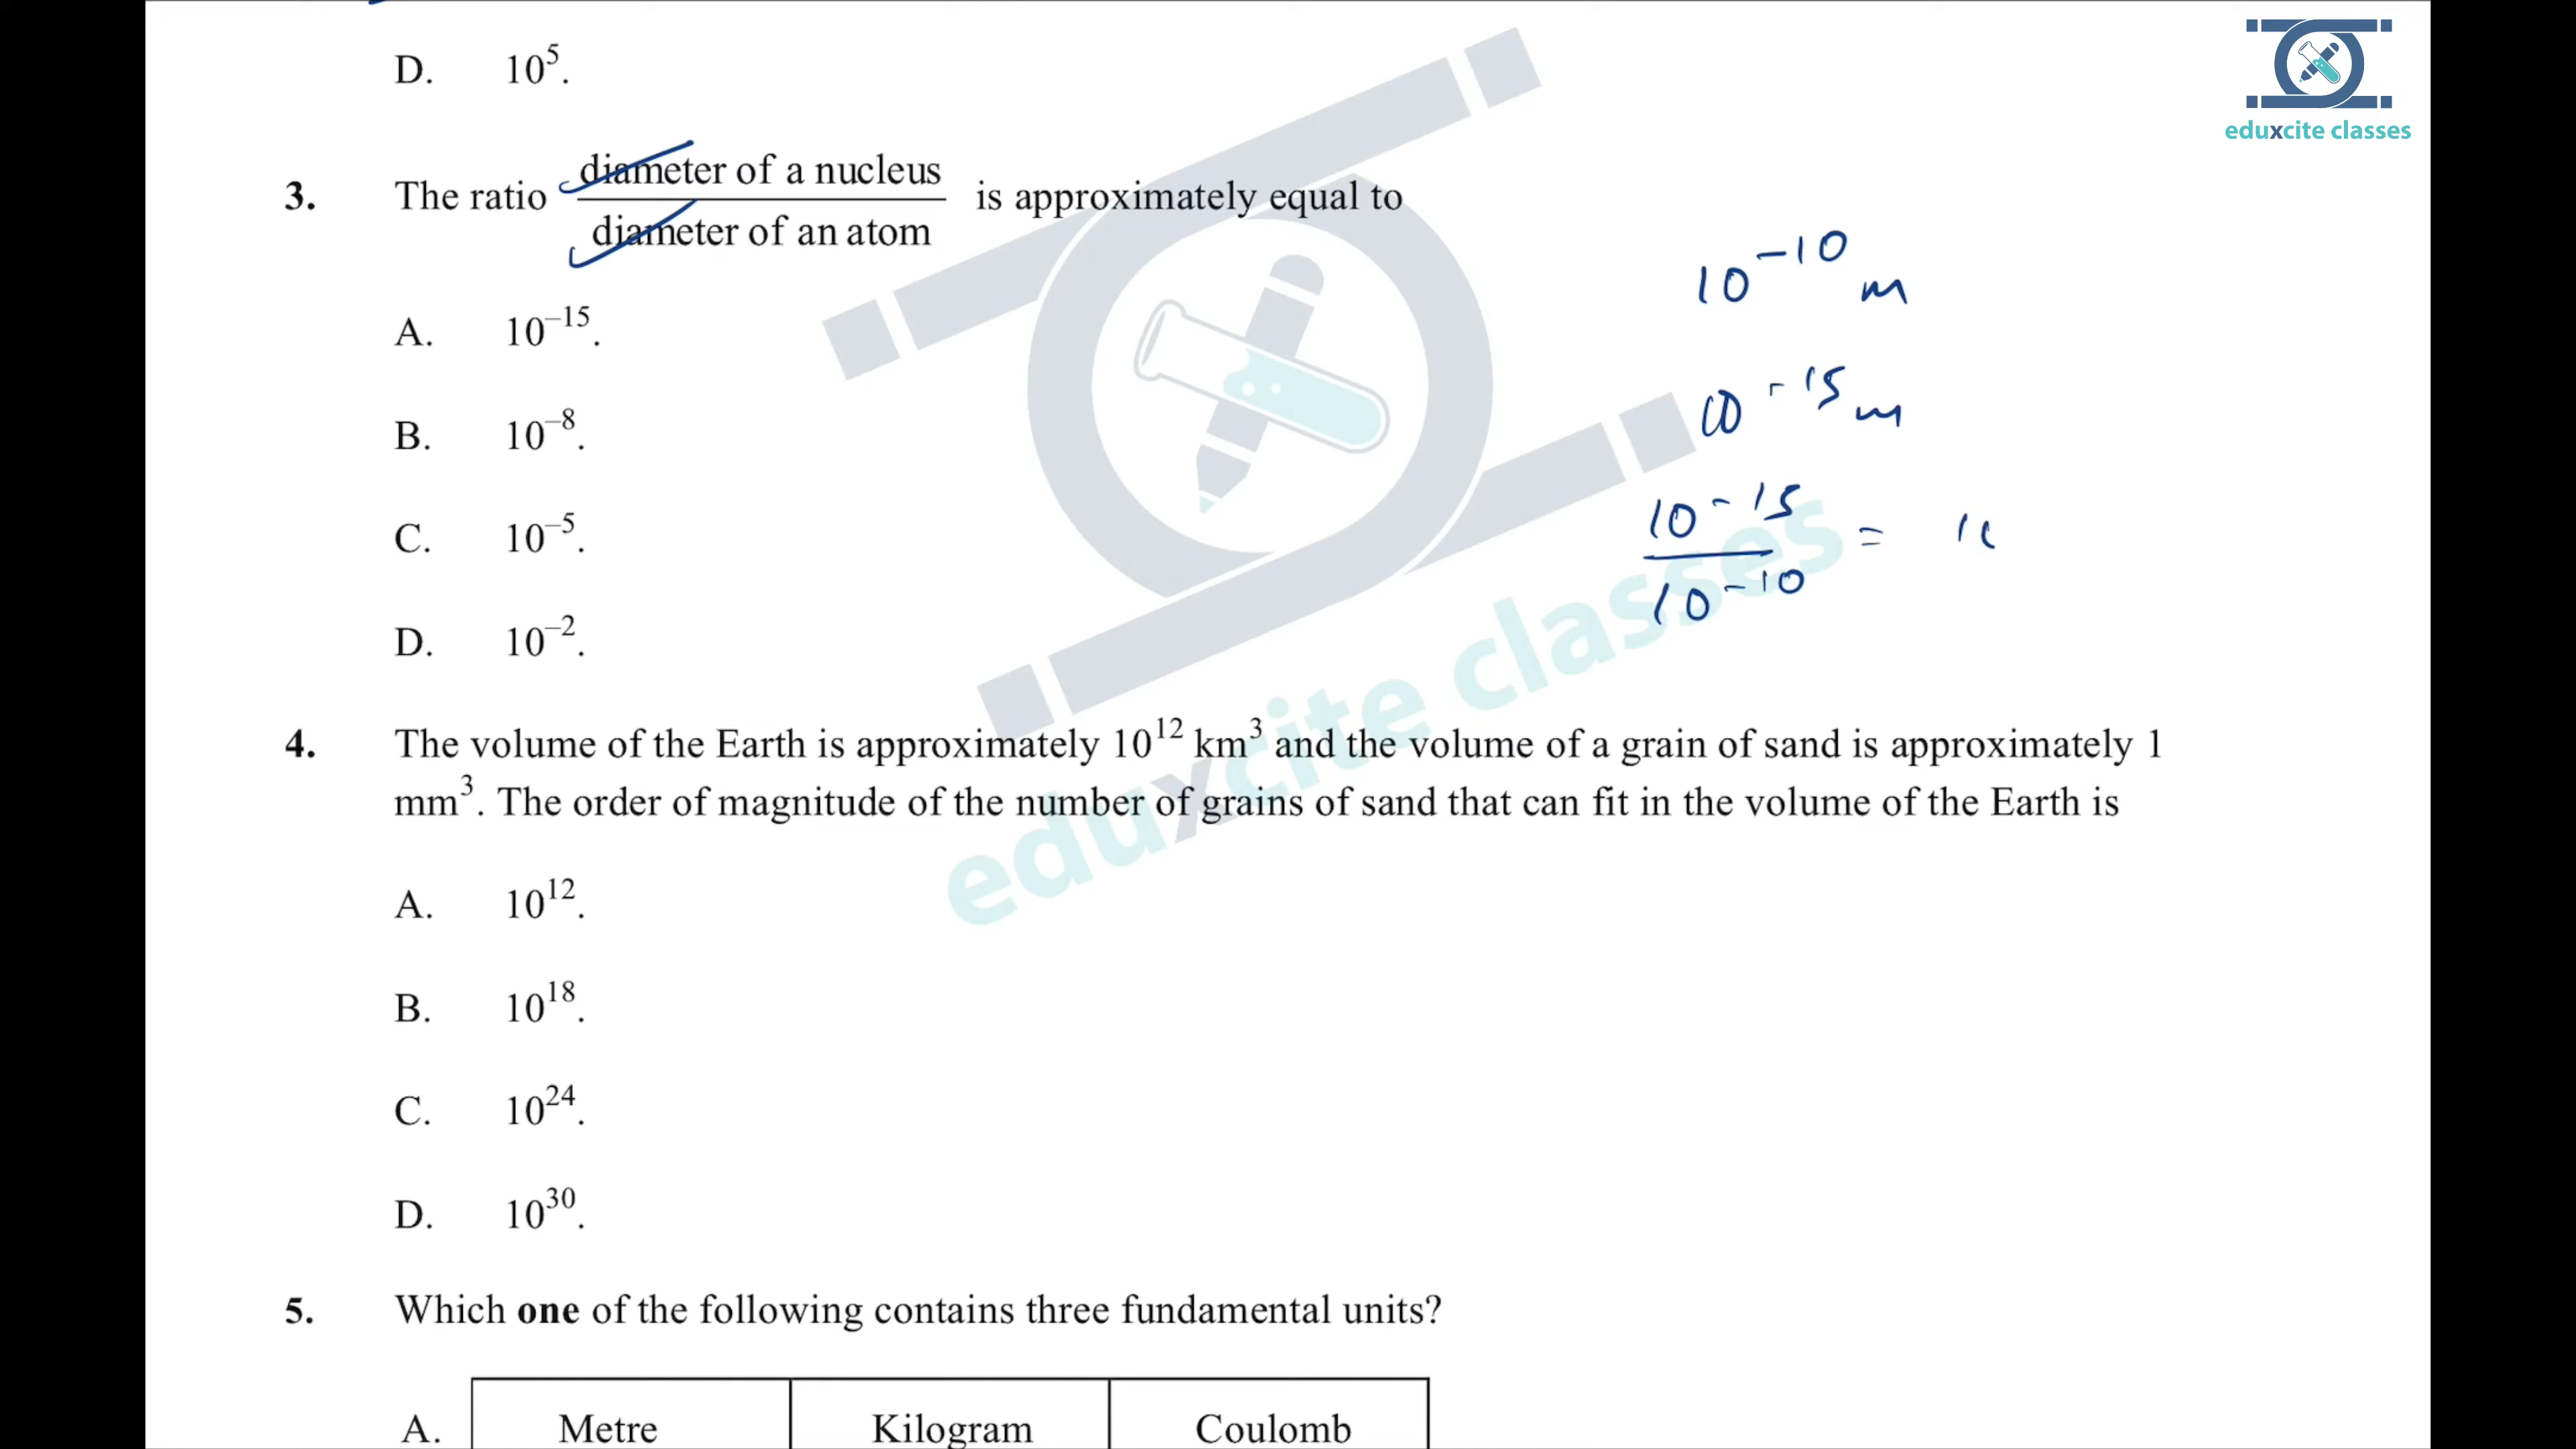 D. 10⁵.
eduxcite classes
3. The ratio diameter of a nucleus / diameter of an atom is approximately equal to
10⁻¹⁰ m
A. 10⁻¹⁵.
10⁻¹⁵ m
B. 10⁻⁸.
10⁻¹⁵ / 10⁻¹⁰ =
C. 10⁻⁵.
D. 10⁻².
eduxcite classes
4. The volume of the Earth is approximately 10¹² km³ and the volume of a grain of sand is approximately 1
mm³. The order of magnitude of the number of grains of sand that can fit in the volume of the Earth is
A. 10¹².
B. 10¹⁸.
C. 10²⁴.
D. 10³⁰.
5. Which one of the following contains three fundamental units?
A. Metre Kilogram Coulomb